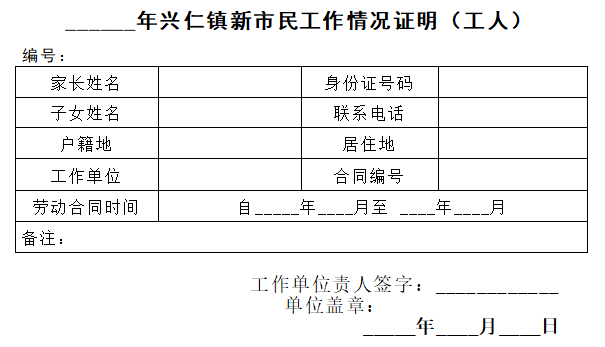 ______年兴仁镇新市民工作情况证明（工人）
编号：
家长姓名 身份证号码
子女姓名 联系电话
户籍地 居住地
工作单位 合同编号
劳动合同时间 自_____年____月至 ____年____月
备注：
工作单位责人签字：____________
单位盖章：
_____年____月____日